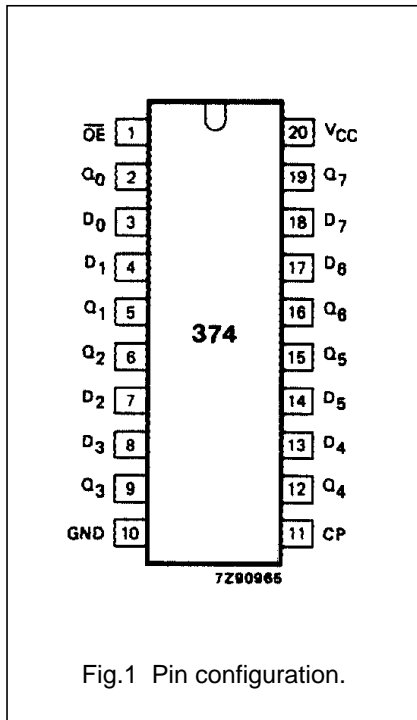 O̅E̅ 1
Q0 2
D0 3
D1 4
Q1 5
Q2 6
D2 7
D3 8
Q3 9
GND 10
374
20 VCC
19 Q7
18 D7
17 D6
16 Q6
15 Q5
14 D5
13 D4
12 Q4
11 CP
7Z90965
Fig.1 Pin configuration.